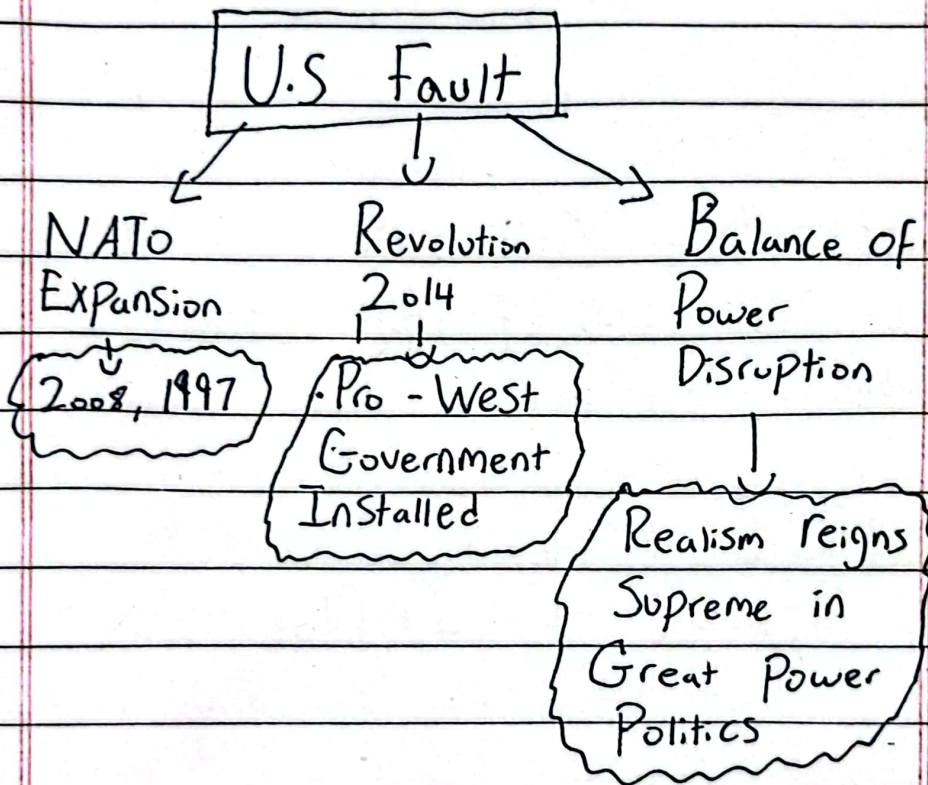 U.S Fault
NATO
Expansion
2008, 1997
Revolution
2014
Pro-West
Government
Installed
Balance of
Power
Disruption
Realism reigns
Supreme in
Great Power
Politics